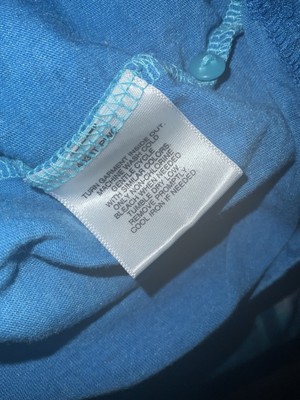 TURN GARMENT INSIDE OUT.
MACHINE WASH COLD
GENTLE CYCLE
WITH SIMILAR COLORS
ONLY NON-CHLORINE
BLEACH WHEN NEEDED
TUMBLE DRY LOW
REMOVE PROMPTLY.
COOL IRON IF NEEDED.